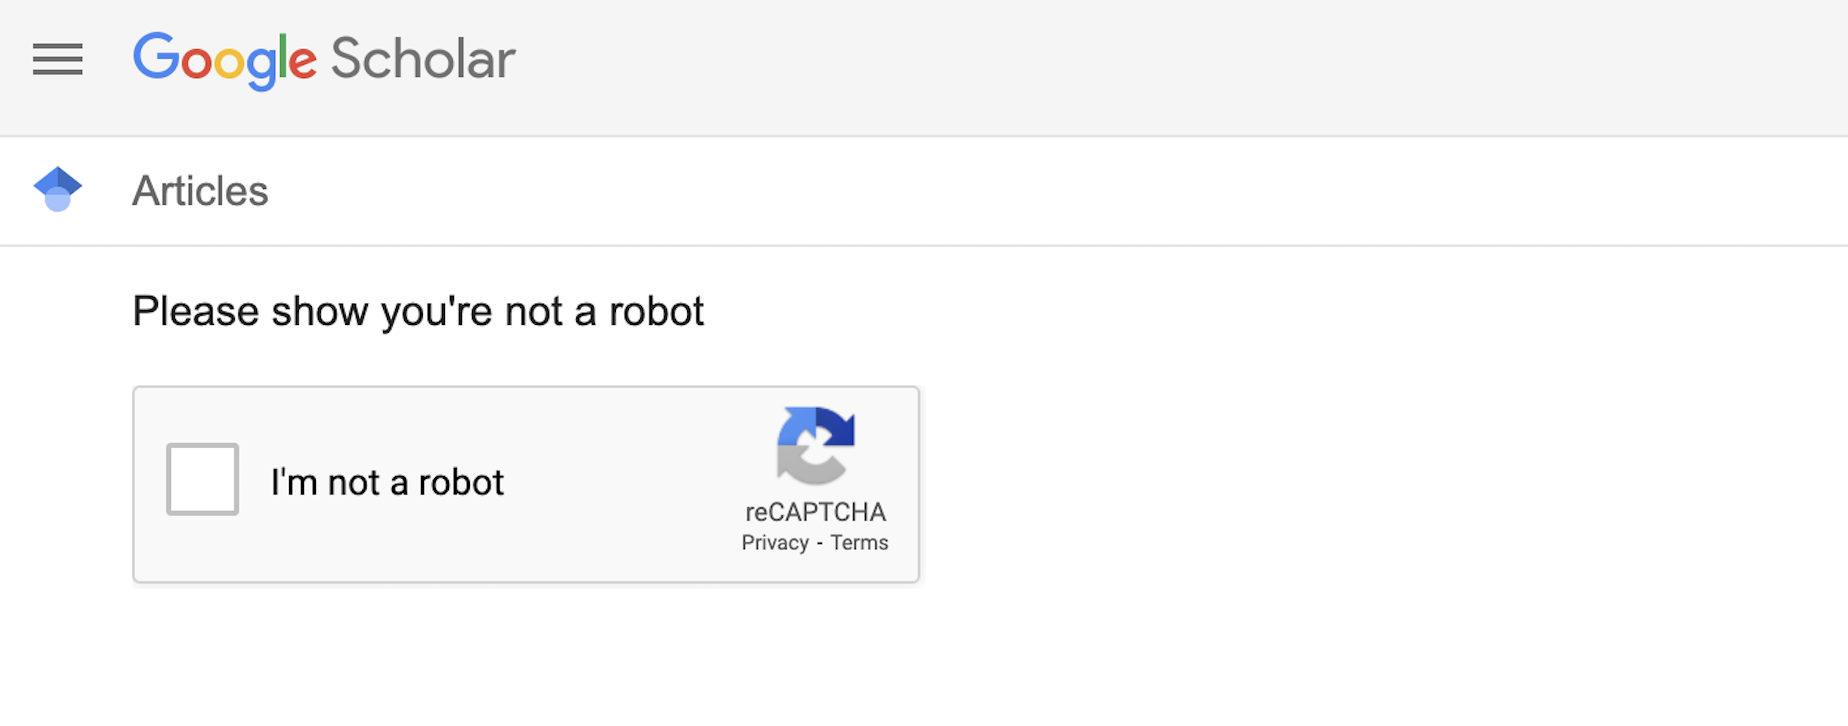 Google Scholar
Articles
Please show you're not a robot
I'm not a robot
reCAPTCHA
Privacy - Terms